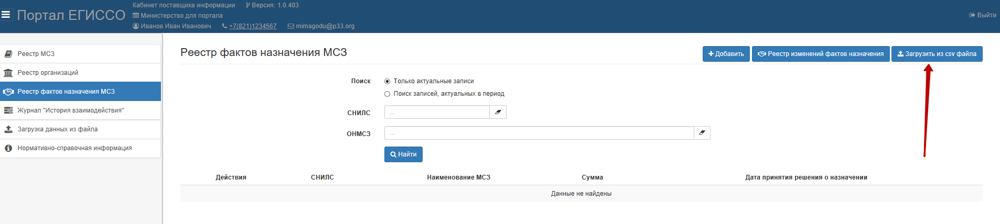 Портал ЕГИССО
Кабинет поставщика информации Версия: 1.0.403
Министерство для портала
Иванов Иван Иванович +7(821)1234567 mimagodu@p33.org
Выйти
Реестр МСЗ
Реестр организаций
Реестр фактов назначения МСЗ
Журнал "История взаимодействия"
Загрузка данных из файла
Нормативно-справочная информация
Реестр фактов назначения МСЗ
Добавить Реестр изменений фактов назначения Загрузить из csv файла
Поиск Только актуальные записи
Поиск записей, актуальных в период
СНИЛС ...
ОНМСЗ ...
Найти
Действия СНИЛС Наименование МСЗ Сумма Дата принятия решения о назначении
Данные не найдены